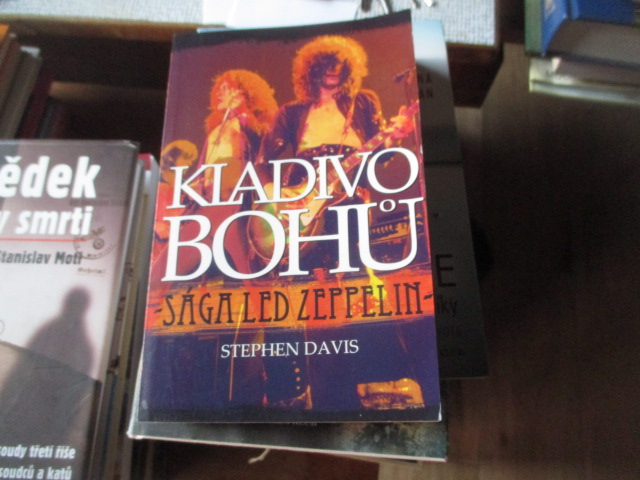 KLADIVO
BOHŮ
-SÁGA LED ZEPPELIN-
STEPHEN DAVIS
ědek
y smrti
Stanislav Motl
soudy třetí říše
soudců a katů
E